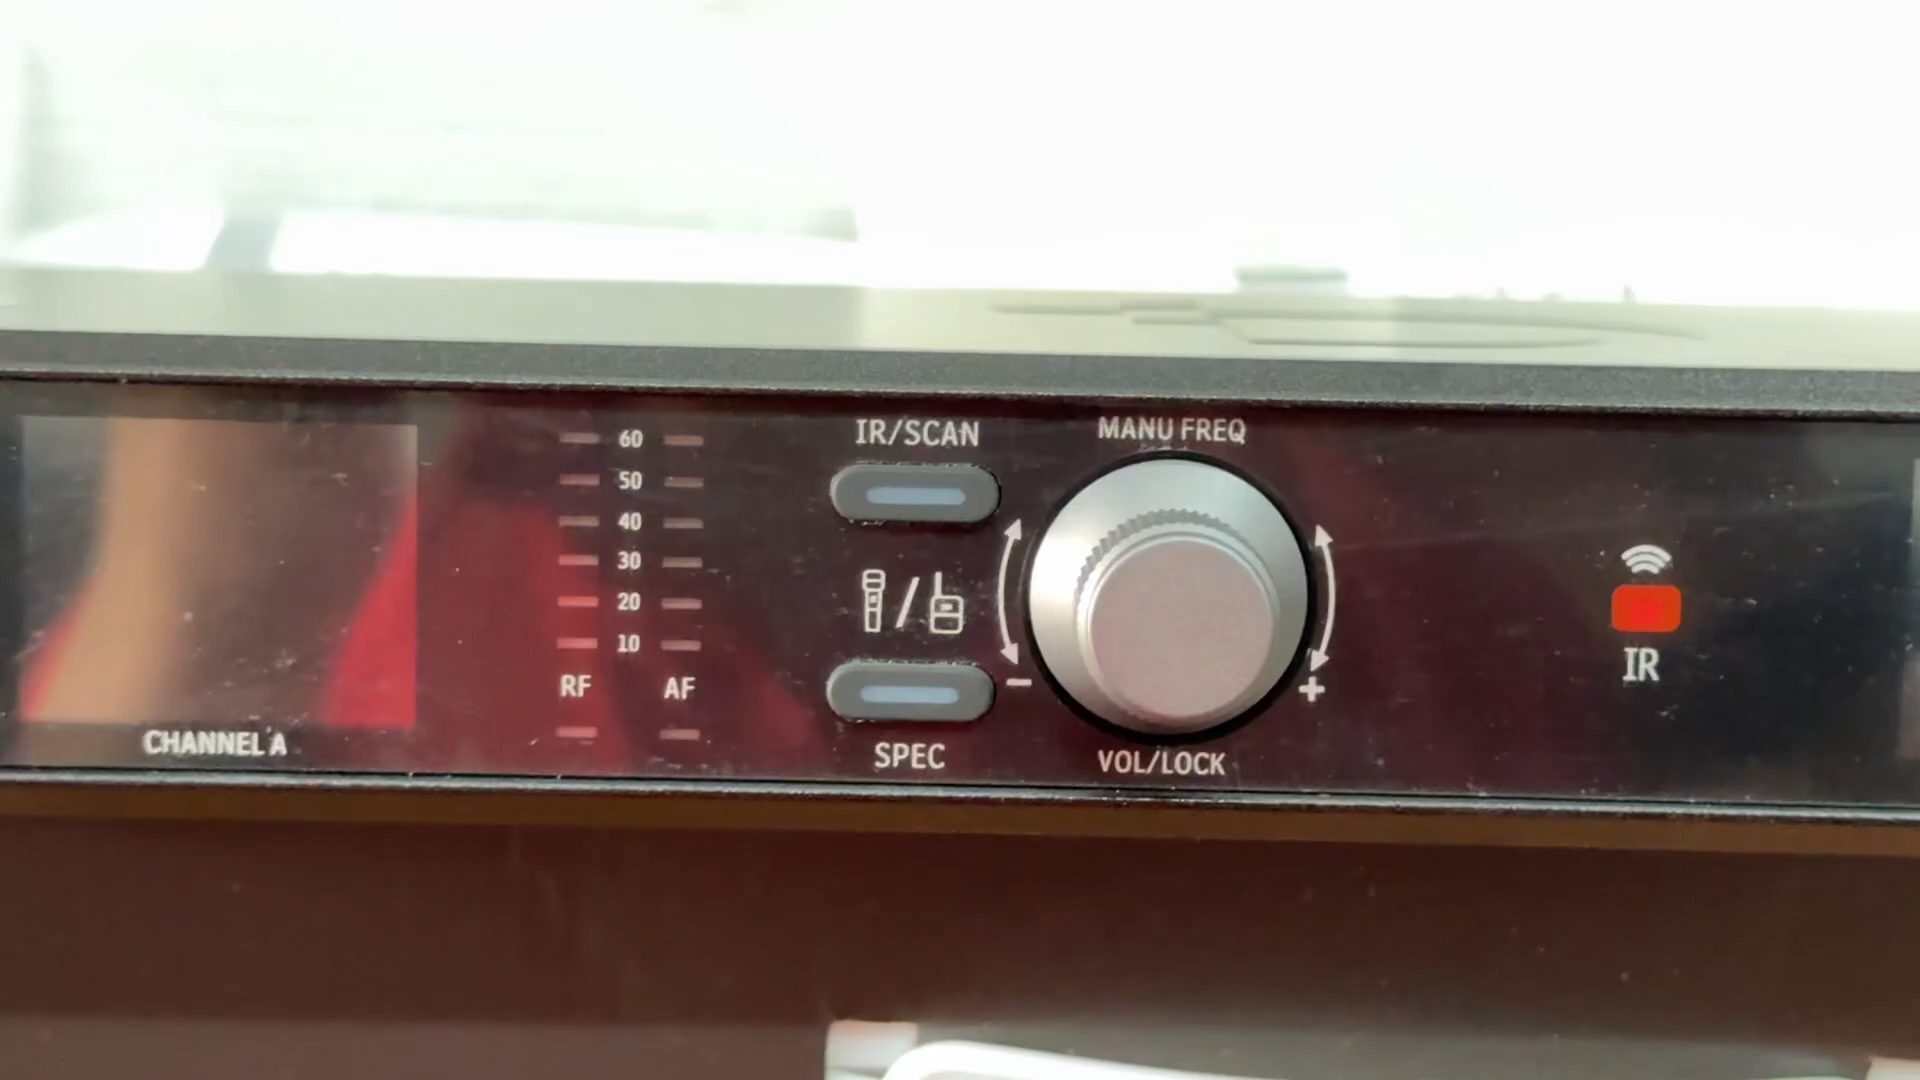 CHANNEL A
60
50
40
30
20
10
RF AF
IR/SCAN
/
SPEC
MANU FREQ
- +
VOL/LOCK
IR